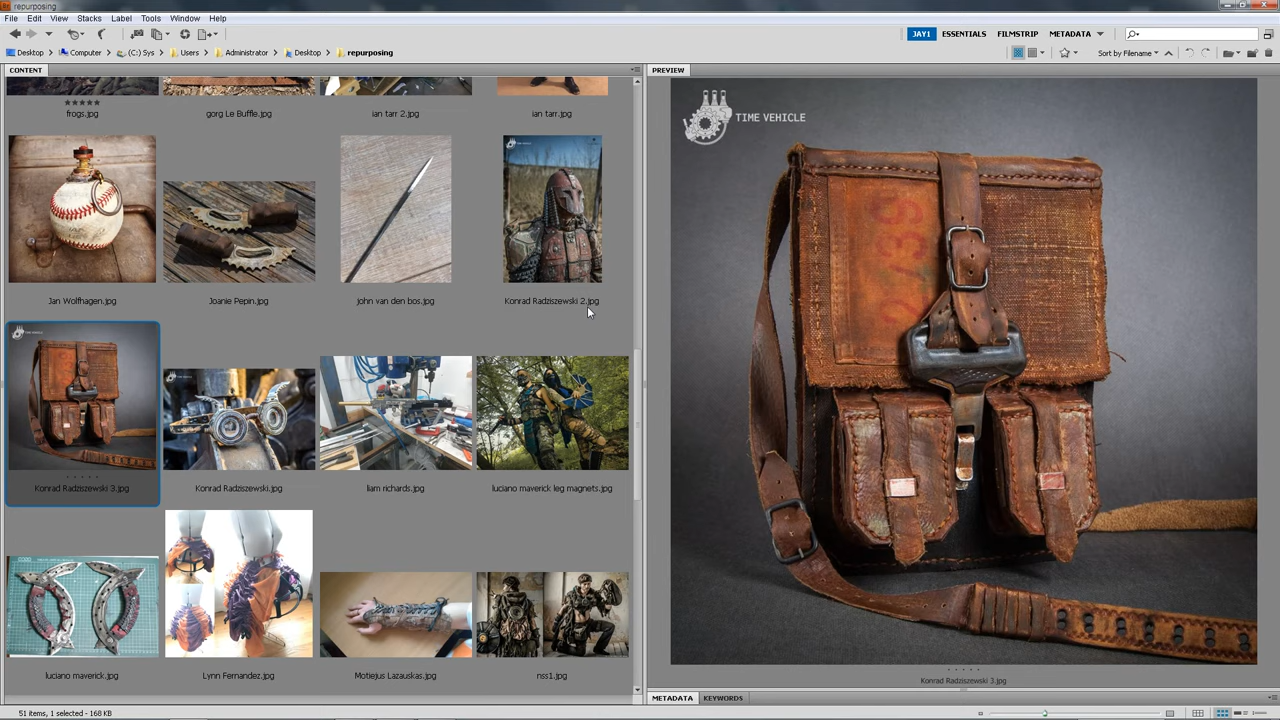 Br repurposing
File Edit View Stacks Label Tools Window Help
JAY1 ESSENTIALS FILMSTRIP METADATA
Desktop Computer (C:) Sys Users Administrator Desktop repurposing
Sort by Filename
CONTENT
PREVIEW
frogs.jpg gorg Le Buffle.jpg ian tarr 2.jpg ian tarr.jpg
TIME VEHICLE
Jan Wolfhagen.jpg Joanie Pepin.jpg john van den bos.jpg Konrad Radziszewski 2.jpg
Konrad Radziszewski 3.jpg Konrad Radziszewski.jpg liam richards.jpg luciano maverick leg magnets.jpg
luciano maverick.jpg Lynn Fernandez.jpg Motiejus Lazauskas.jpg nss1.jpg
Konrad Radziszewski 3.jpg
METADATA KEYWORDS
51 items, 1 selected - 168 KB